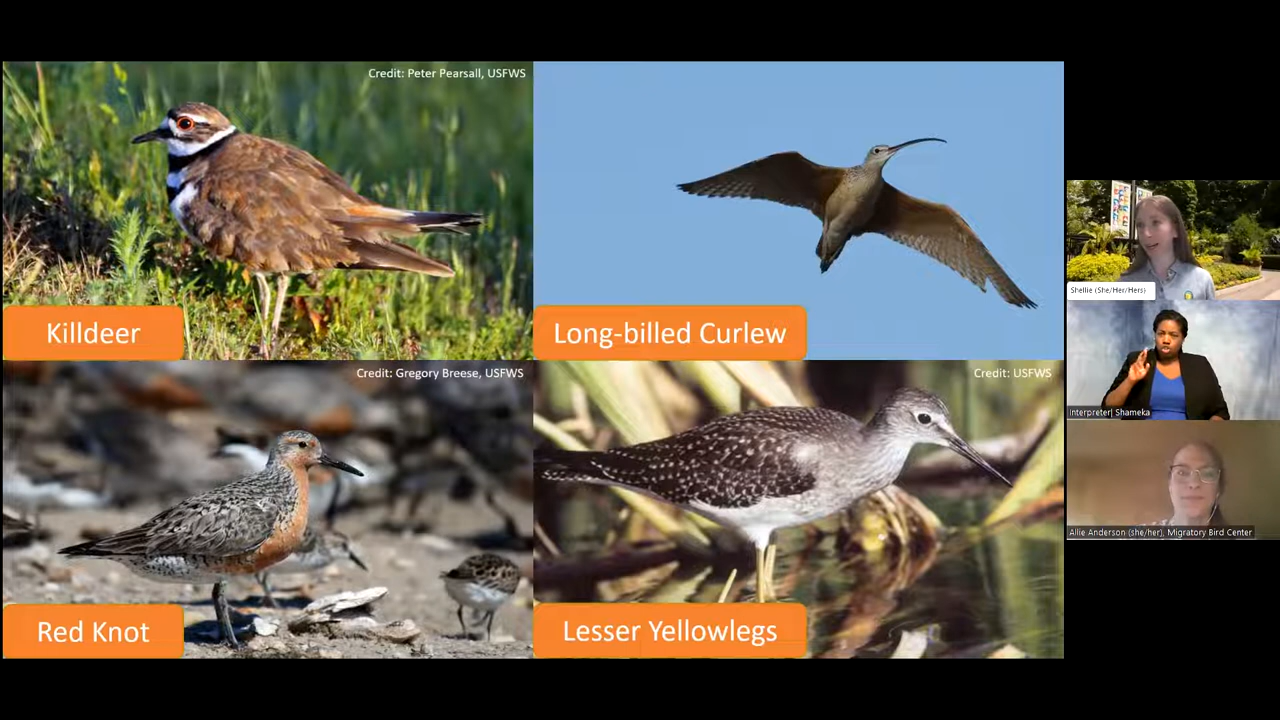 Credit: Peter Pearsall, USFWS
Killdeer
Long-billed Curlew
Credit: Gregory Breese, USFWS
Red Knot
Credit: USFWS
Lesser Yellowlegs
Shellie (She/Her/Hers)
Interpreter| Shameka
Allie Anderson (she/her), Migratory Bird Center